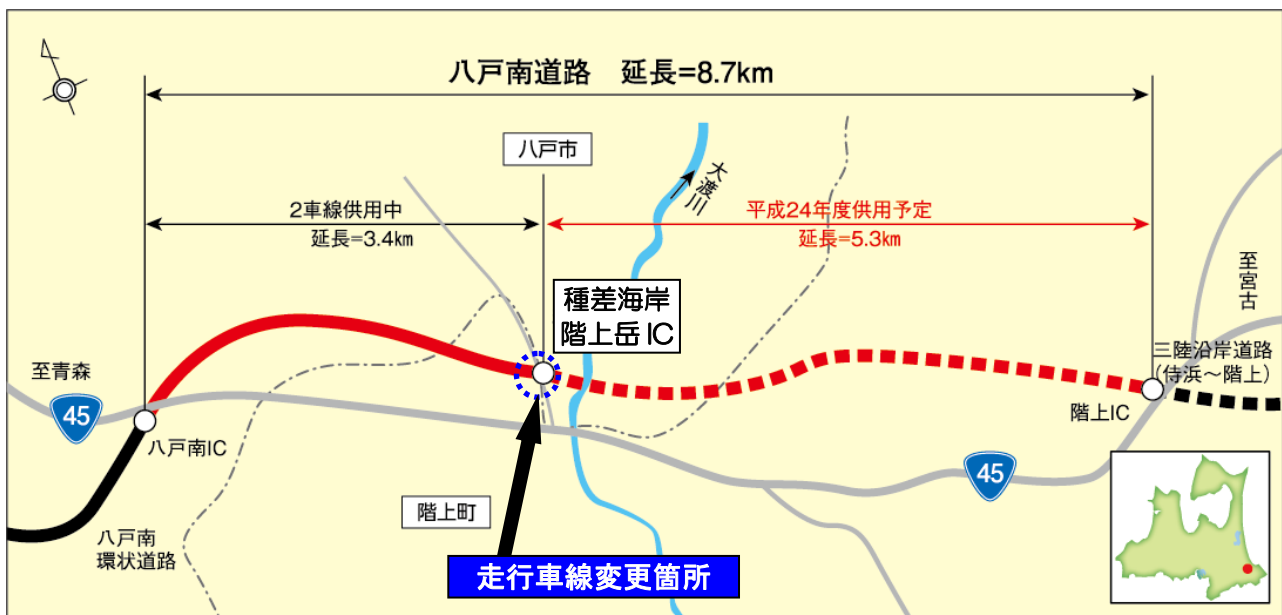 八戸南道路　延長=8.7km
八戸市
大渡川
2車線供用中
延長=3.4km
平成24年度供用予定
延長=5.3km
種差海岸
階上岳IC
至宮古
三陸沿岸道路
(侍浜～階上)
至青森
45
八戸南IC
階上IC
45
階上町
八戸南
環状道路
走行車線変更箇所